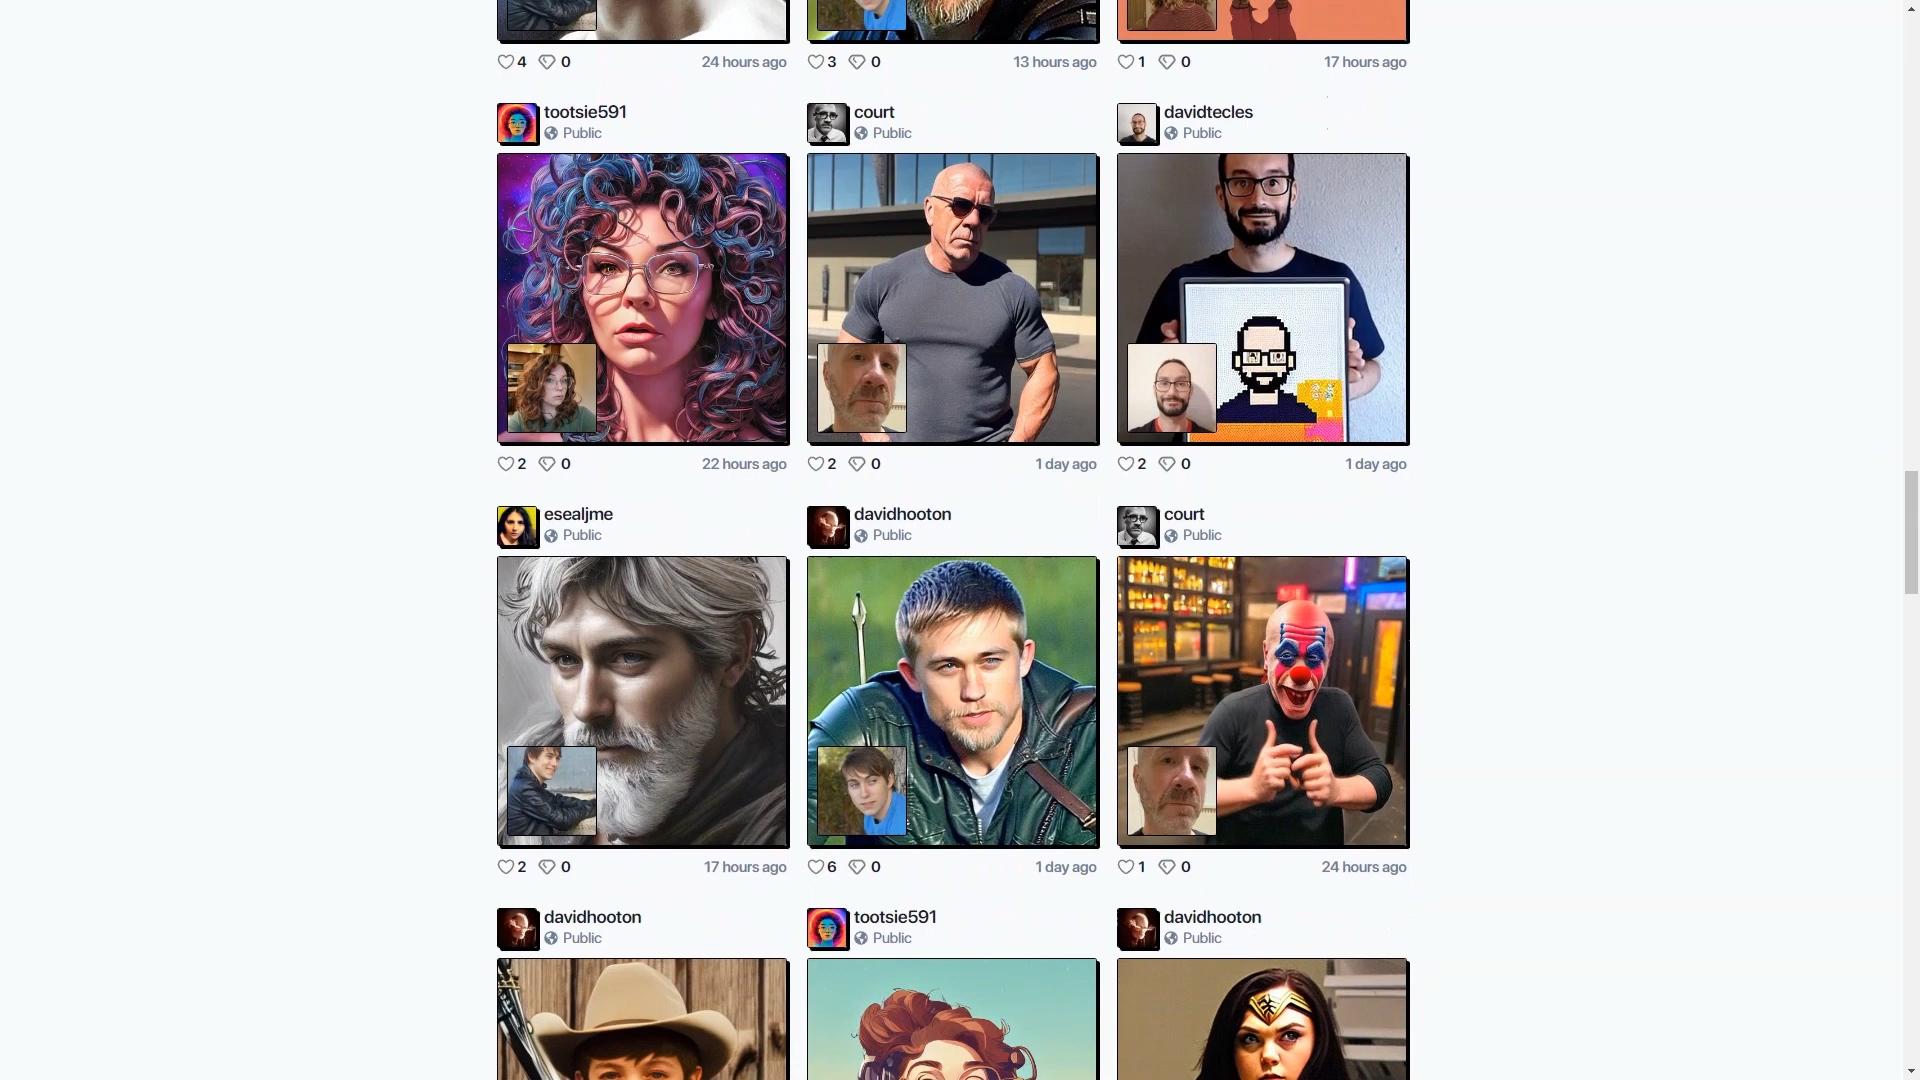 4 0 24 hours ago
3 0 13 hours ago
1 0 17 hours ago
tootsie591
Public
court
Public
davidtecles
Public
2 0 22 hours ago
2 0 1 day ago
2 0 1 day ago
esealjme
Public
davidhooton
Public
court
Public
2 0 17 hours ago
6 0 1 day ago
1 0 24 hours ago
davidhooton
Public
tootsie591
Public
davidhooton
Public